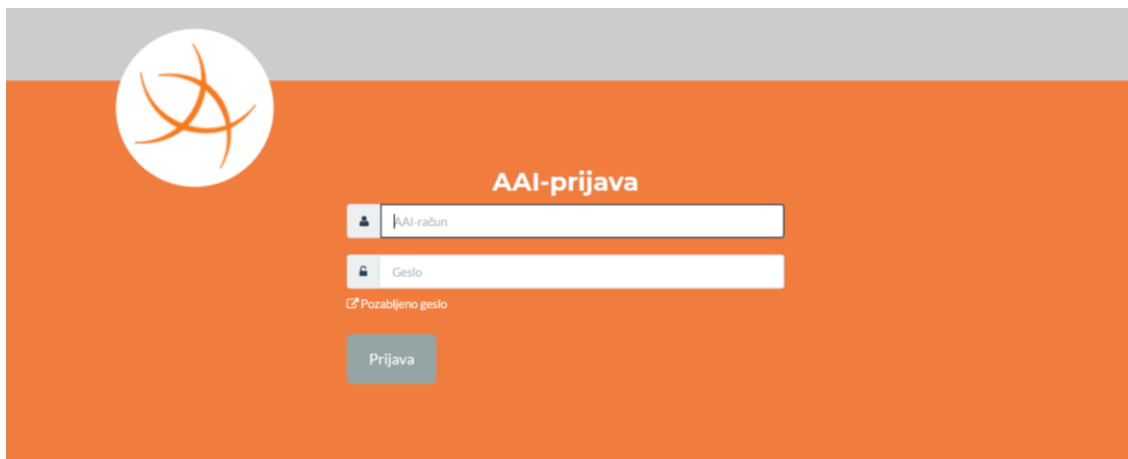 AAI-prijava
AAI-račun
Geslo
Pozabljeno geslo
Prijava